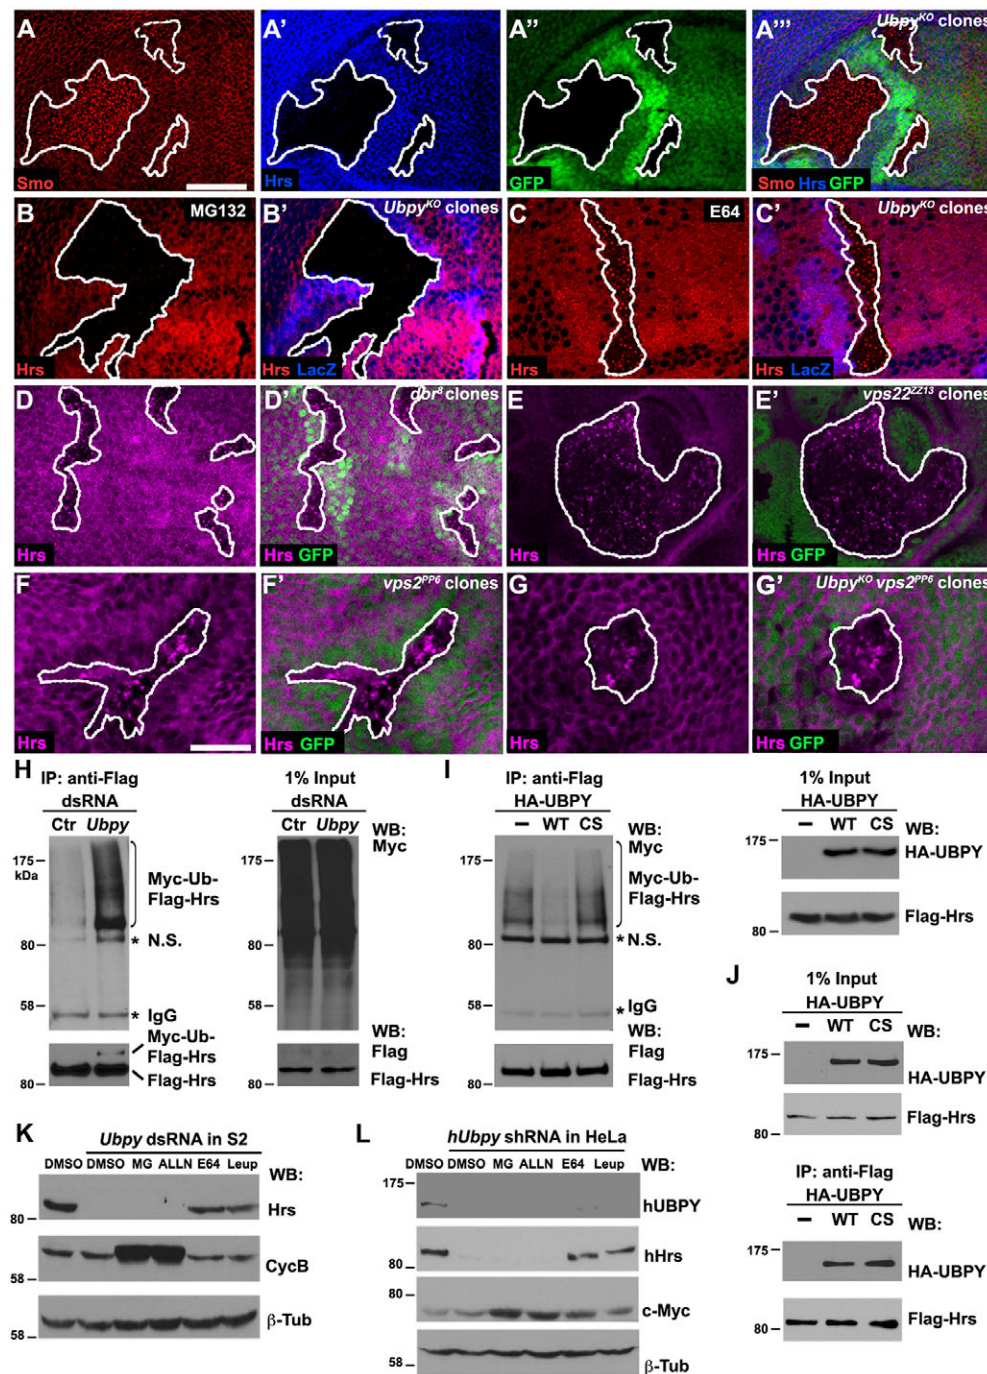 A A' A'' A''' Ubpy^KO clones
Smo Hrs GFP Smo Hrs GFP
B MG132 B' Ubpy^KO clones C E64 C' Ubpy^KO clones
Hrs Hrs LacZ Hrs Hrs LacZ
D D' dor^8 clones E E' vps22^ZZ13 clones
Hrs Hrs GFP Hrs Hrs GFP
F F' vps2^PP6 clones G G' Ubpy^KO vps2^PP6 clones
Hrs Hrs GFP Hrs Hrs GFP
H
IP: anti-Flag
dsRNA
Ctr Ubpy
175
kDa
80
58
Myc-Ub-
Flag-Hrs
* N.S.
* IgG
Myc-Ub-
Flag-Hrs
Flag-Hrs
80
1% Input
dsRNA
Ctr Ubpy
WB:
Myc
175
80
58
WB:
Flag
Flag-Hrs
80
I
IP: anti-Flag
HA-UBPY
– WT CS
WB:
Myc
175
Myc-Ub-
Flag-Hrs
80
* N.S.
58
IgG
*
WB:
Flag
Flag-Hrs
80
1% Input
HA-UBPY
– WT CS
WB:
175
HA-UBPY
Flag-Hrs
80
J
1% Input
HA-UBPY
– WT CS
WB:
175
HA-UBPY
Flag-Hrs
80
IP: anti-Flag
HA-UBPY
– WT CS
WB:
175
HA-UBPY
80
Flag-Hrs
K
Ubpy dsRNA in S2
DMSO DMSO MG ALLN E64 Leup
WB:
Hrs
80
CycB
58
β-Tub
58
L
hUbpy shRNA in HeLa
DMSO DMSO MG ALLN E64 Leup
WB:
175
hUBPY
hHrs
80
80
c-Myc
58
β-Tub